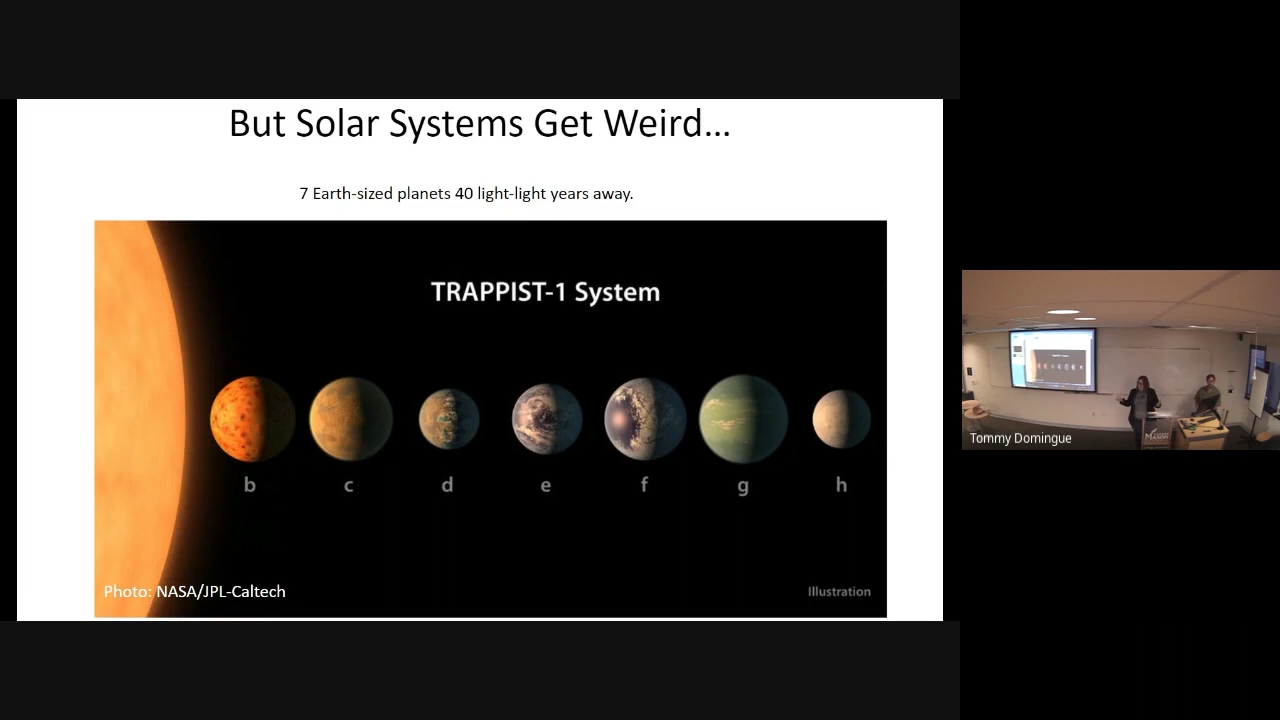 But Solar Systems Get Weird...
7 Earth-sized planets 40 light-light years away.
TRAPPIST-1 System
b c d e f g h
Photo: NASA/JPL-Caltech
Illustration
Tommy Domingue
MASON